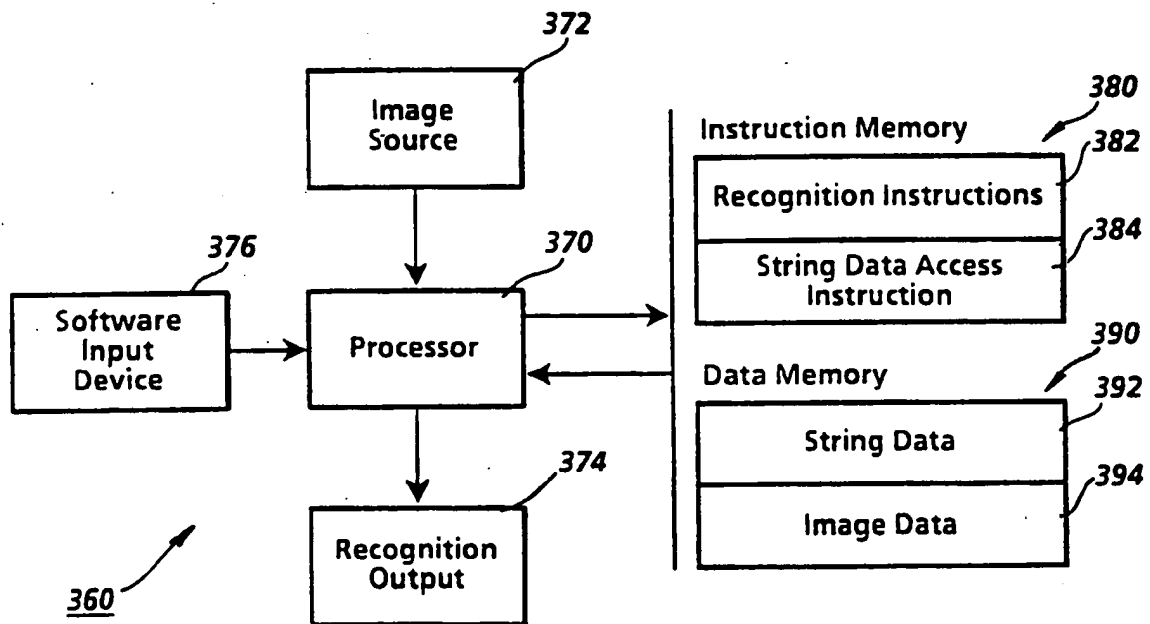 372
Image
Source
380
Instruction Memory
382
Recognition Instructions
384
String Data Access
Instruction
376
370
Software
Input
Device
Processor
390
Data Memory
392
String Data
394
Image Data
374
Recognition
Output
360